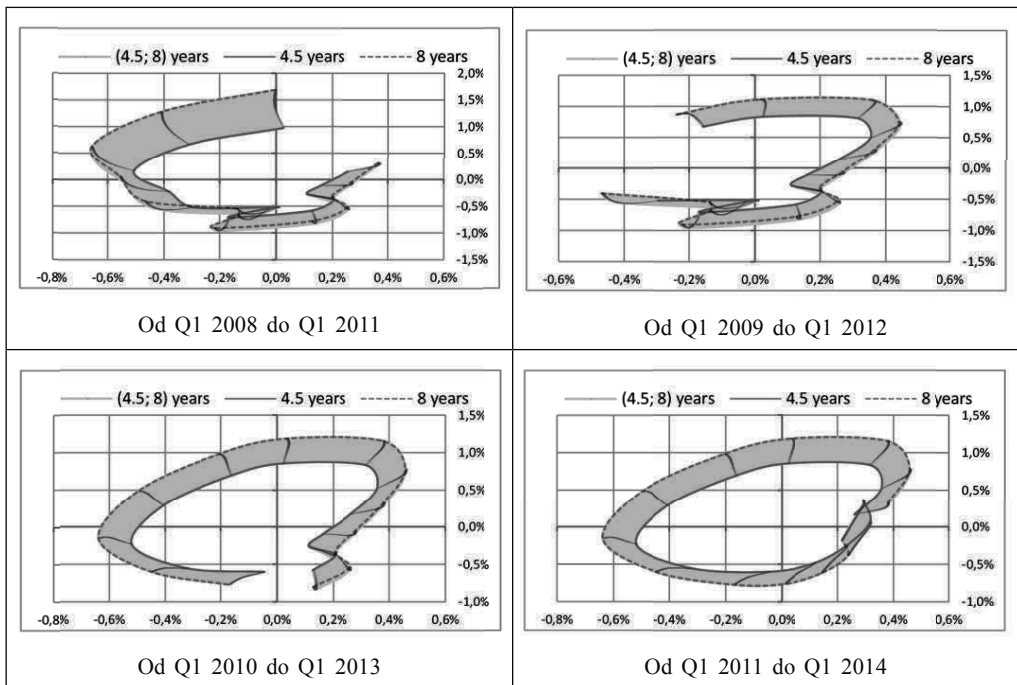 (4.5; 8) years 4.5 years 8 years
2,0%
1,5%
1,0%
0,5%
0,0%
-0,5%
-1,0%
-1,5%
-0,8% -0,6% -0,4% -0,2% 0,0% 0,2% 0,4% 0,6%
Od Q1 2008 do Q1 2011
(4.5; 8) years 4.5 years 8 years
1,5%
1,0%
0,5%
0,0%
-0,5%
-1,0%
-1,5%
-0,6% -0,4% -0,2% 0,0% 0,2% 0,4% 0,6%
Od Q1 2009 do Q1 2012
(4.5; 8) years 4.5 years 8 years
1,5%
1,0%
0,5%
0,0%
-0,5%
-1,0%
-0,8% -0,6% -0,4% -0,2% 0,0% 0,2% 0,4% 0,6%
Od Q1 2010 do Q1 2013
(4.5; 8) years 4.5 years 8 years
1,5%
1,0%
0,5%
0,0%
-0,5%
-1,0%
-0,8% -0,6% -0,4% -0,2% 0,0% 0,2% 0,4% 0,6%
Od Q1 2011 do Q1 2014